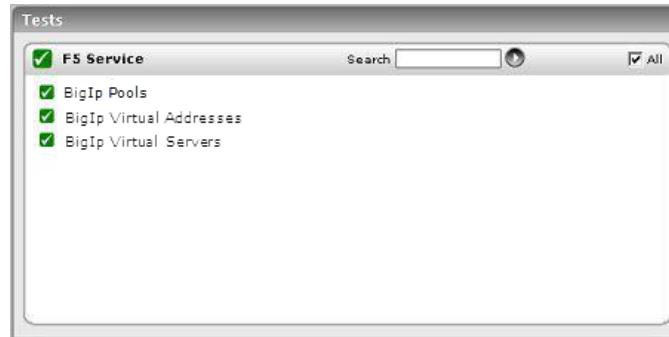 Tests
F5 Service Search All
BigIp Pools
BigIp Virtual Addresses
BigIp Virtual Servers